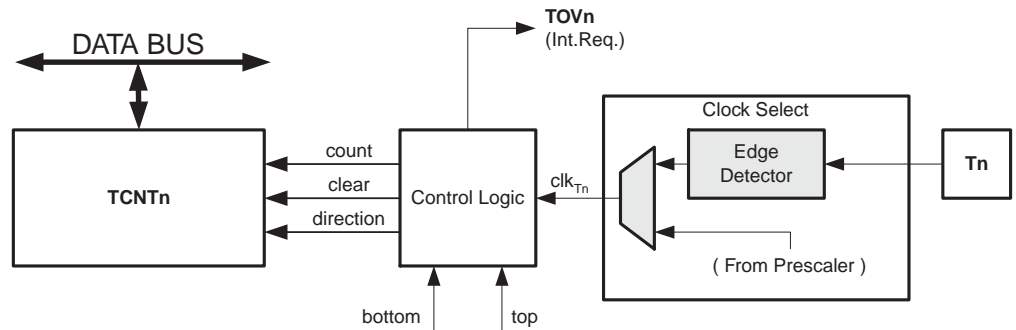 TOVn
(Int.Req.)
DATA BUS
Clock Select
count
Edge
Detector
Tn
TCNTn
clear
Control Logic
clkTn
direction
( From Prescaler )
bottom
top